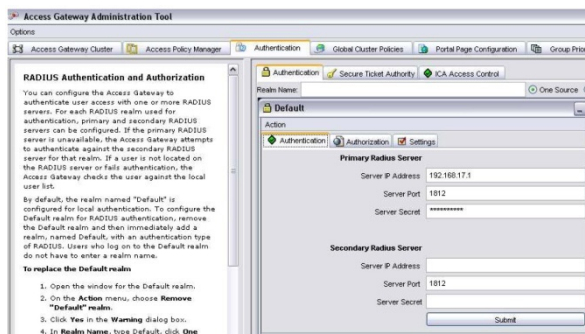 Access Gateway Administration Tool
Options
Access Gateway Cluster Access Policy Manager Authentication Global Cluster Policies Portal Page Configuration Group Prior
RADIUS Authentication and Authorization
You can configure the Access Gateway to
authenticate user access with one or more RADIUS
servers. For each RADIUS realm used for
authentication, primary and secondary RADIUS
servers can be configured. If the primary RADIUS
server is unavailable, the Access Gateway attempts
to authenticate against the secondary RADIUS
server for that realm. If a user is not located on
the RADIUS server or fails authentication, the
Access Gateway checks the user against the local
user list.
By default, the realm named "Default" is
configured for local authentication. To configure the
Default realm for RADIUS authentication, remove
the Default realm and then immediately add a
realm, named Default, with an authentication type
of RADIUS. Users who log on to the Default realm
do not have to enter a realm name.
To replace the Default realm
1. Open the window for the Default realm.
2. On the Action menu, choose Remove
"Default" realm.
3. Click Yes in the Warning dialog box.
4. In Realm Name, type Default, click One
Authentication Secure Ticket Authority ICA Access Control
Realm Name: One Source
Default
Action
Authentication Authorization Settings
Primary Radius Server
Server IP Address 192.168.17.1
Server Port 1812
Server Secret **********
Secondary Radius Server
Server IP Address
Server Port 1812
Server Secret
Submit